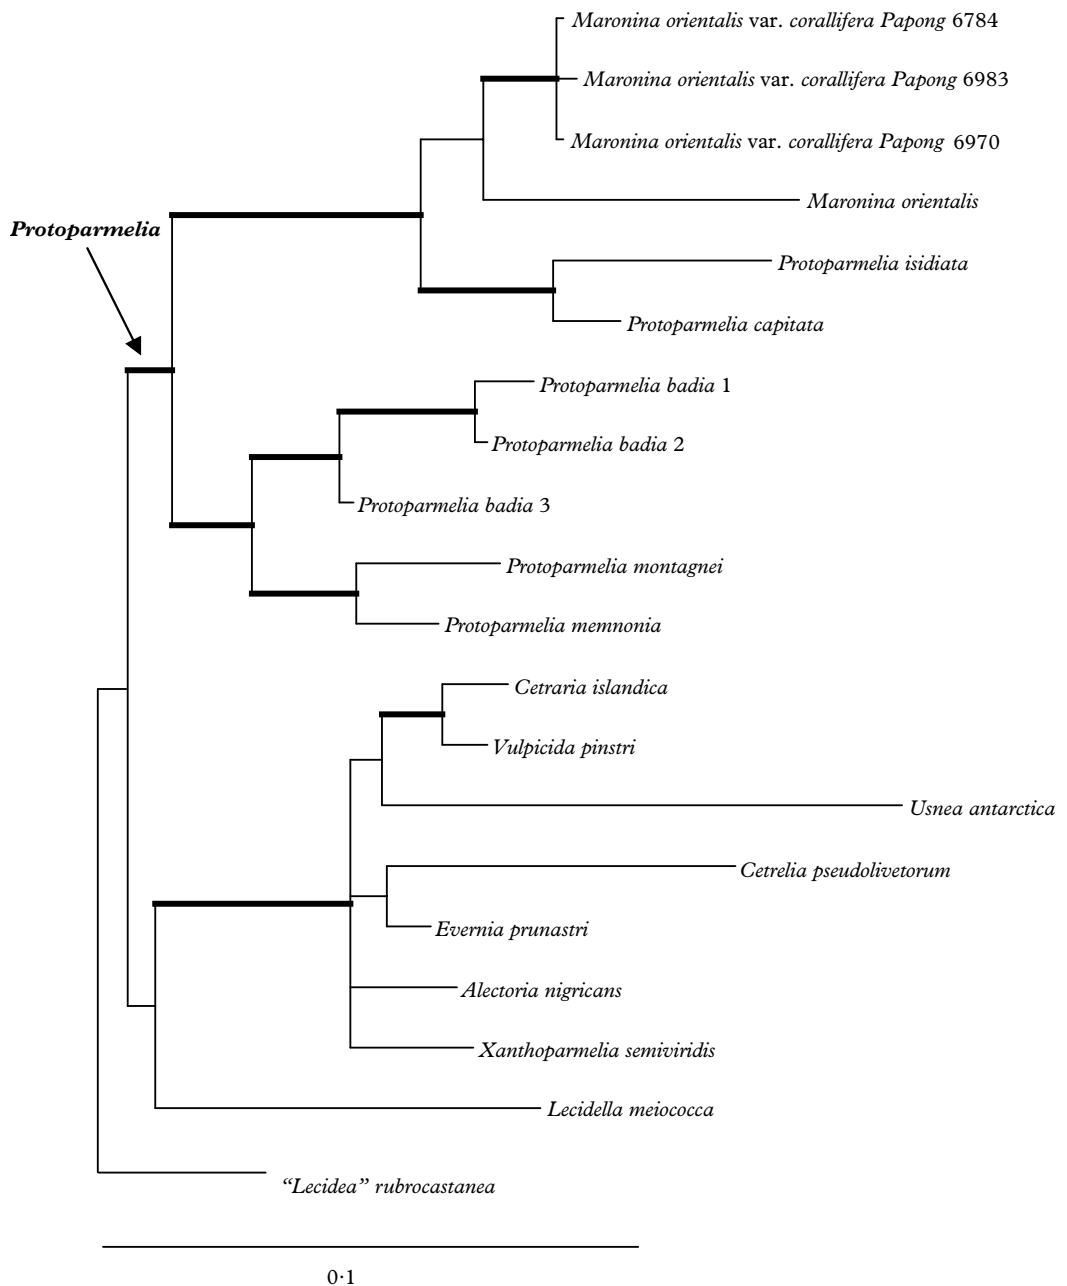 Maronina orientalis var. corallifera Papong 6784
Maronina orientalis var. corallifera Papong 6983
Maronina orientalis var. corallifera Papong 6970
Maronina orientalis
Protoparmelia
Protoparmelia isidiata
Protoparmelia capitata
Protoparmelia badia 1
Protoparmelia badia 2
Protoparmelia badia 3
Protoparmelia montagnei
Protoparmelia memnonia
Cetraria islandica
Vulpicida pinstri
Usnea antarctica
Cetrelia pseudolivetorum
Evernia prunastri
Alectoria nigricans
Xanthoparmelia semiviridis
Lecidella meiococca
“Lecidea” rubrocastanea
0·1